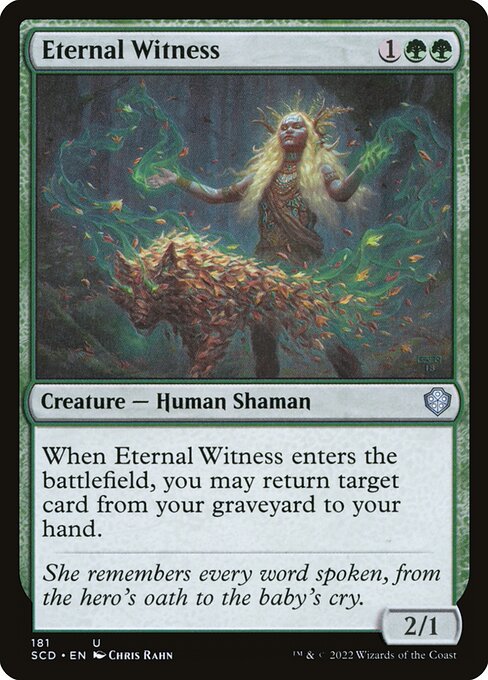 Eternal Witness 1
Creature — Human Shaman
When Eternal Witness enters the
battlefield, you may return target
card from your graveyard to your
hand.
She remembers every word spoken, from
the hero's oath to the baby's cry.
2/1
181 U
SCD • EN Chris Rahn
™ & © 2022 Wizards of the Coast